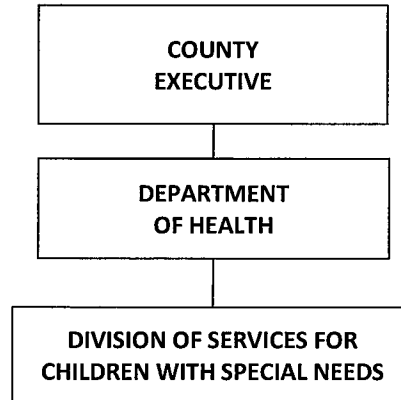 COUNTY
EXECUTIVE
DEPARTMENT
OF HEALTH
DIVISION OF SERVICES FOR
CHILDREN WITH SPECIAL NEEDS